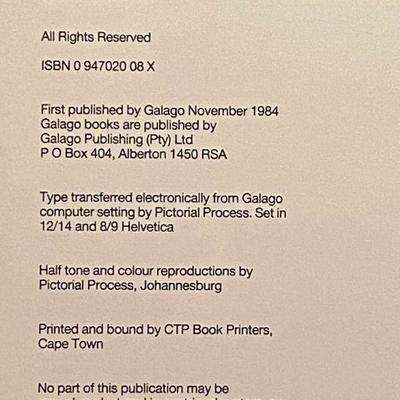 All Rights Reserved
ISBN 0 947020 08 X
First published by Galago November 1984
Galago books are published by
Galago Publishing (Pty) Ltd
P O Box 404, Alberton 1450 RSA
Type transferred electronically from Galago
computer setting by Pictorial Process. Set in
12/14 and 8/9 Helvetica
Half tone and colour reproductions by
Pictorial Process, Johannesburg
Printed and bound by CTP Book Printers,
Cape Town
No part of this publication may be